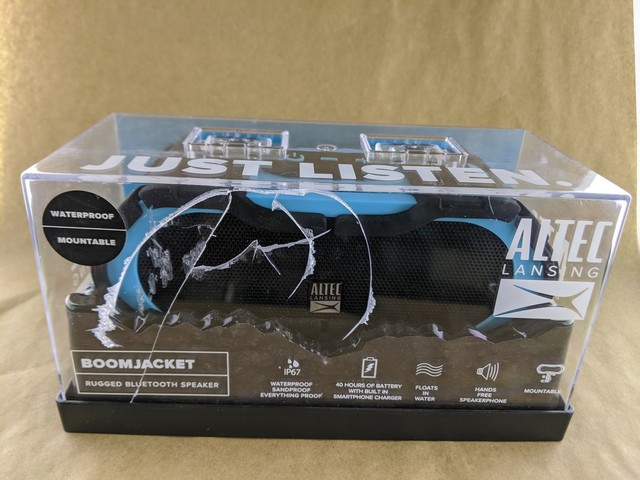 JUST LISTEN.
WATERPROOF
MOUNTABLE
ALTEC
LANSING
ALTEC
LANSING
BOOMJACKET
RUGGED BLUETOOTH SPEAKER
IP67
WATERPROOF
SANDPROOF
EVERYTHING PROOF
40 HOURS OF BATTERY
WITH BUILT IN
SMARTPHONE CHARGER
FLOATS
IN
WATER
HANDS
FREE
SPEAKERPHONE
MOUNTABLE